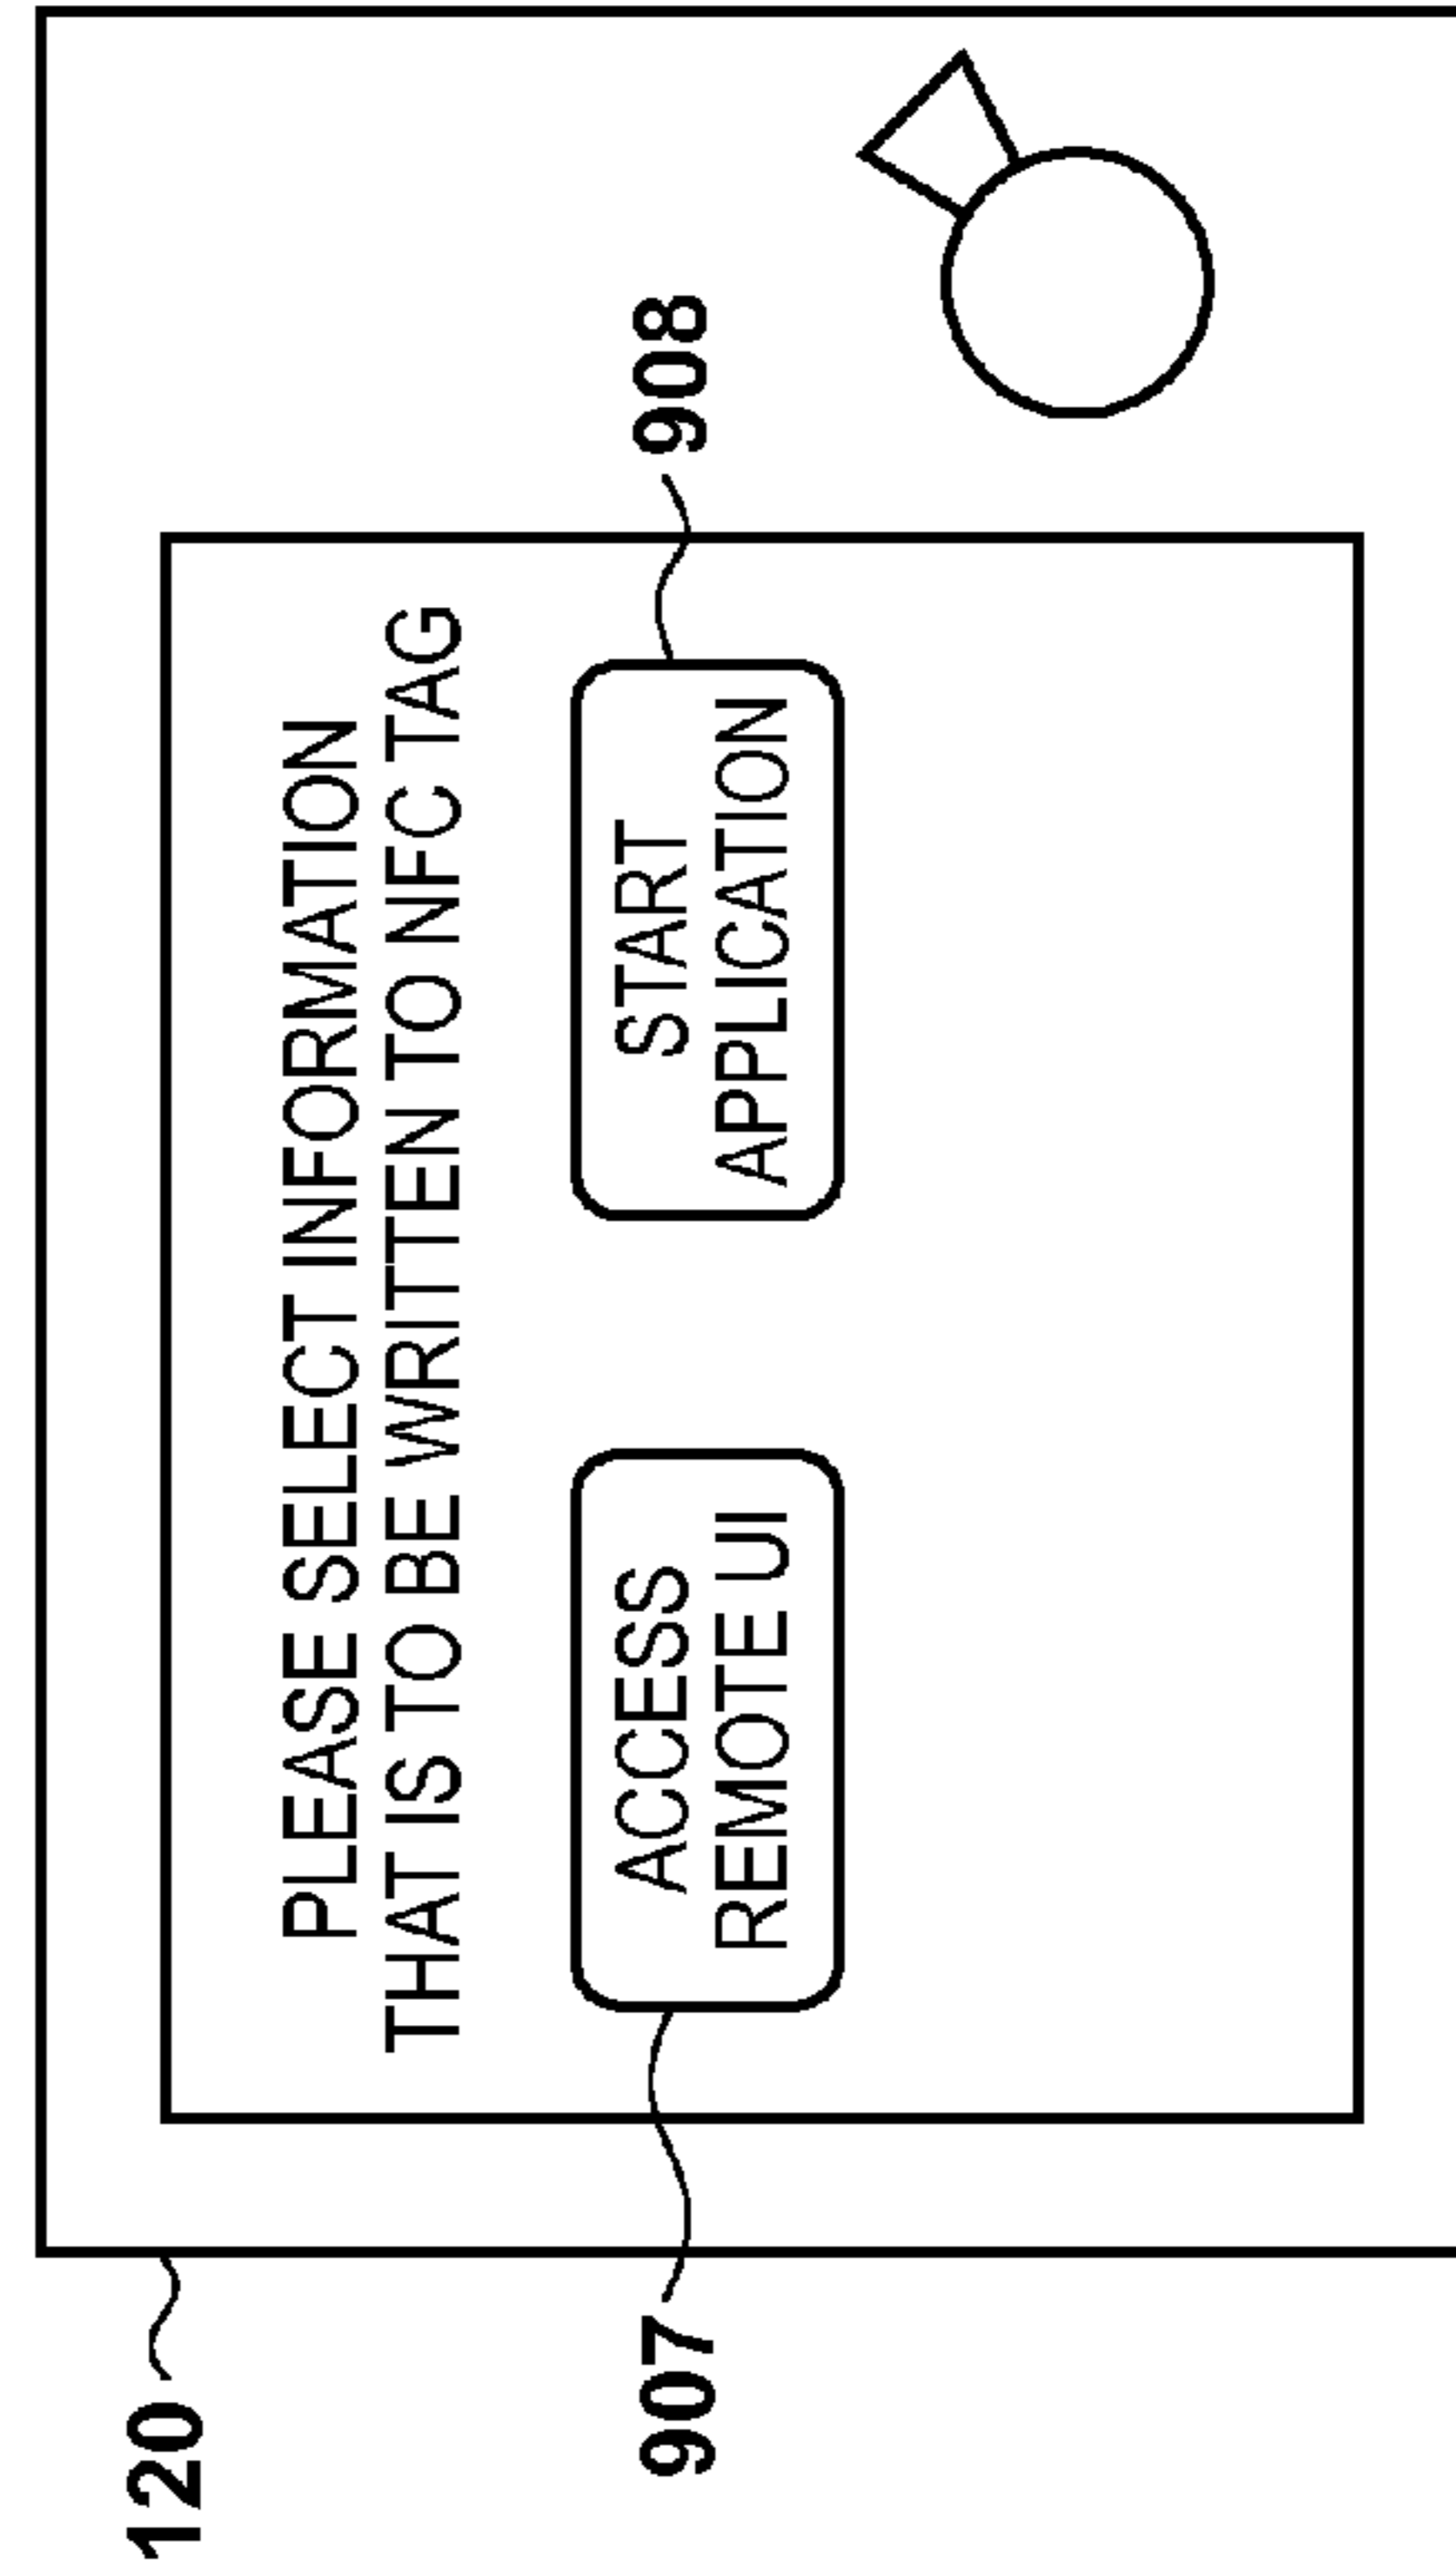 120
PLEASE SELECT INFORMATION
THAT IS TO BE WRITTEN TO NFC TAG
907
ACCESS
REMOTE UI
START
APPLICATION
908